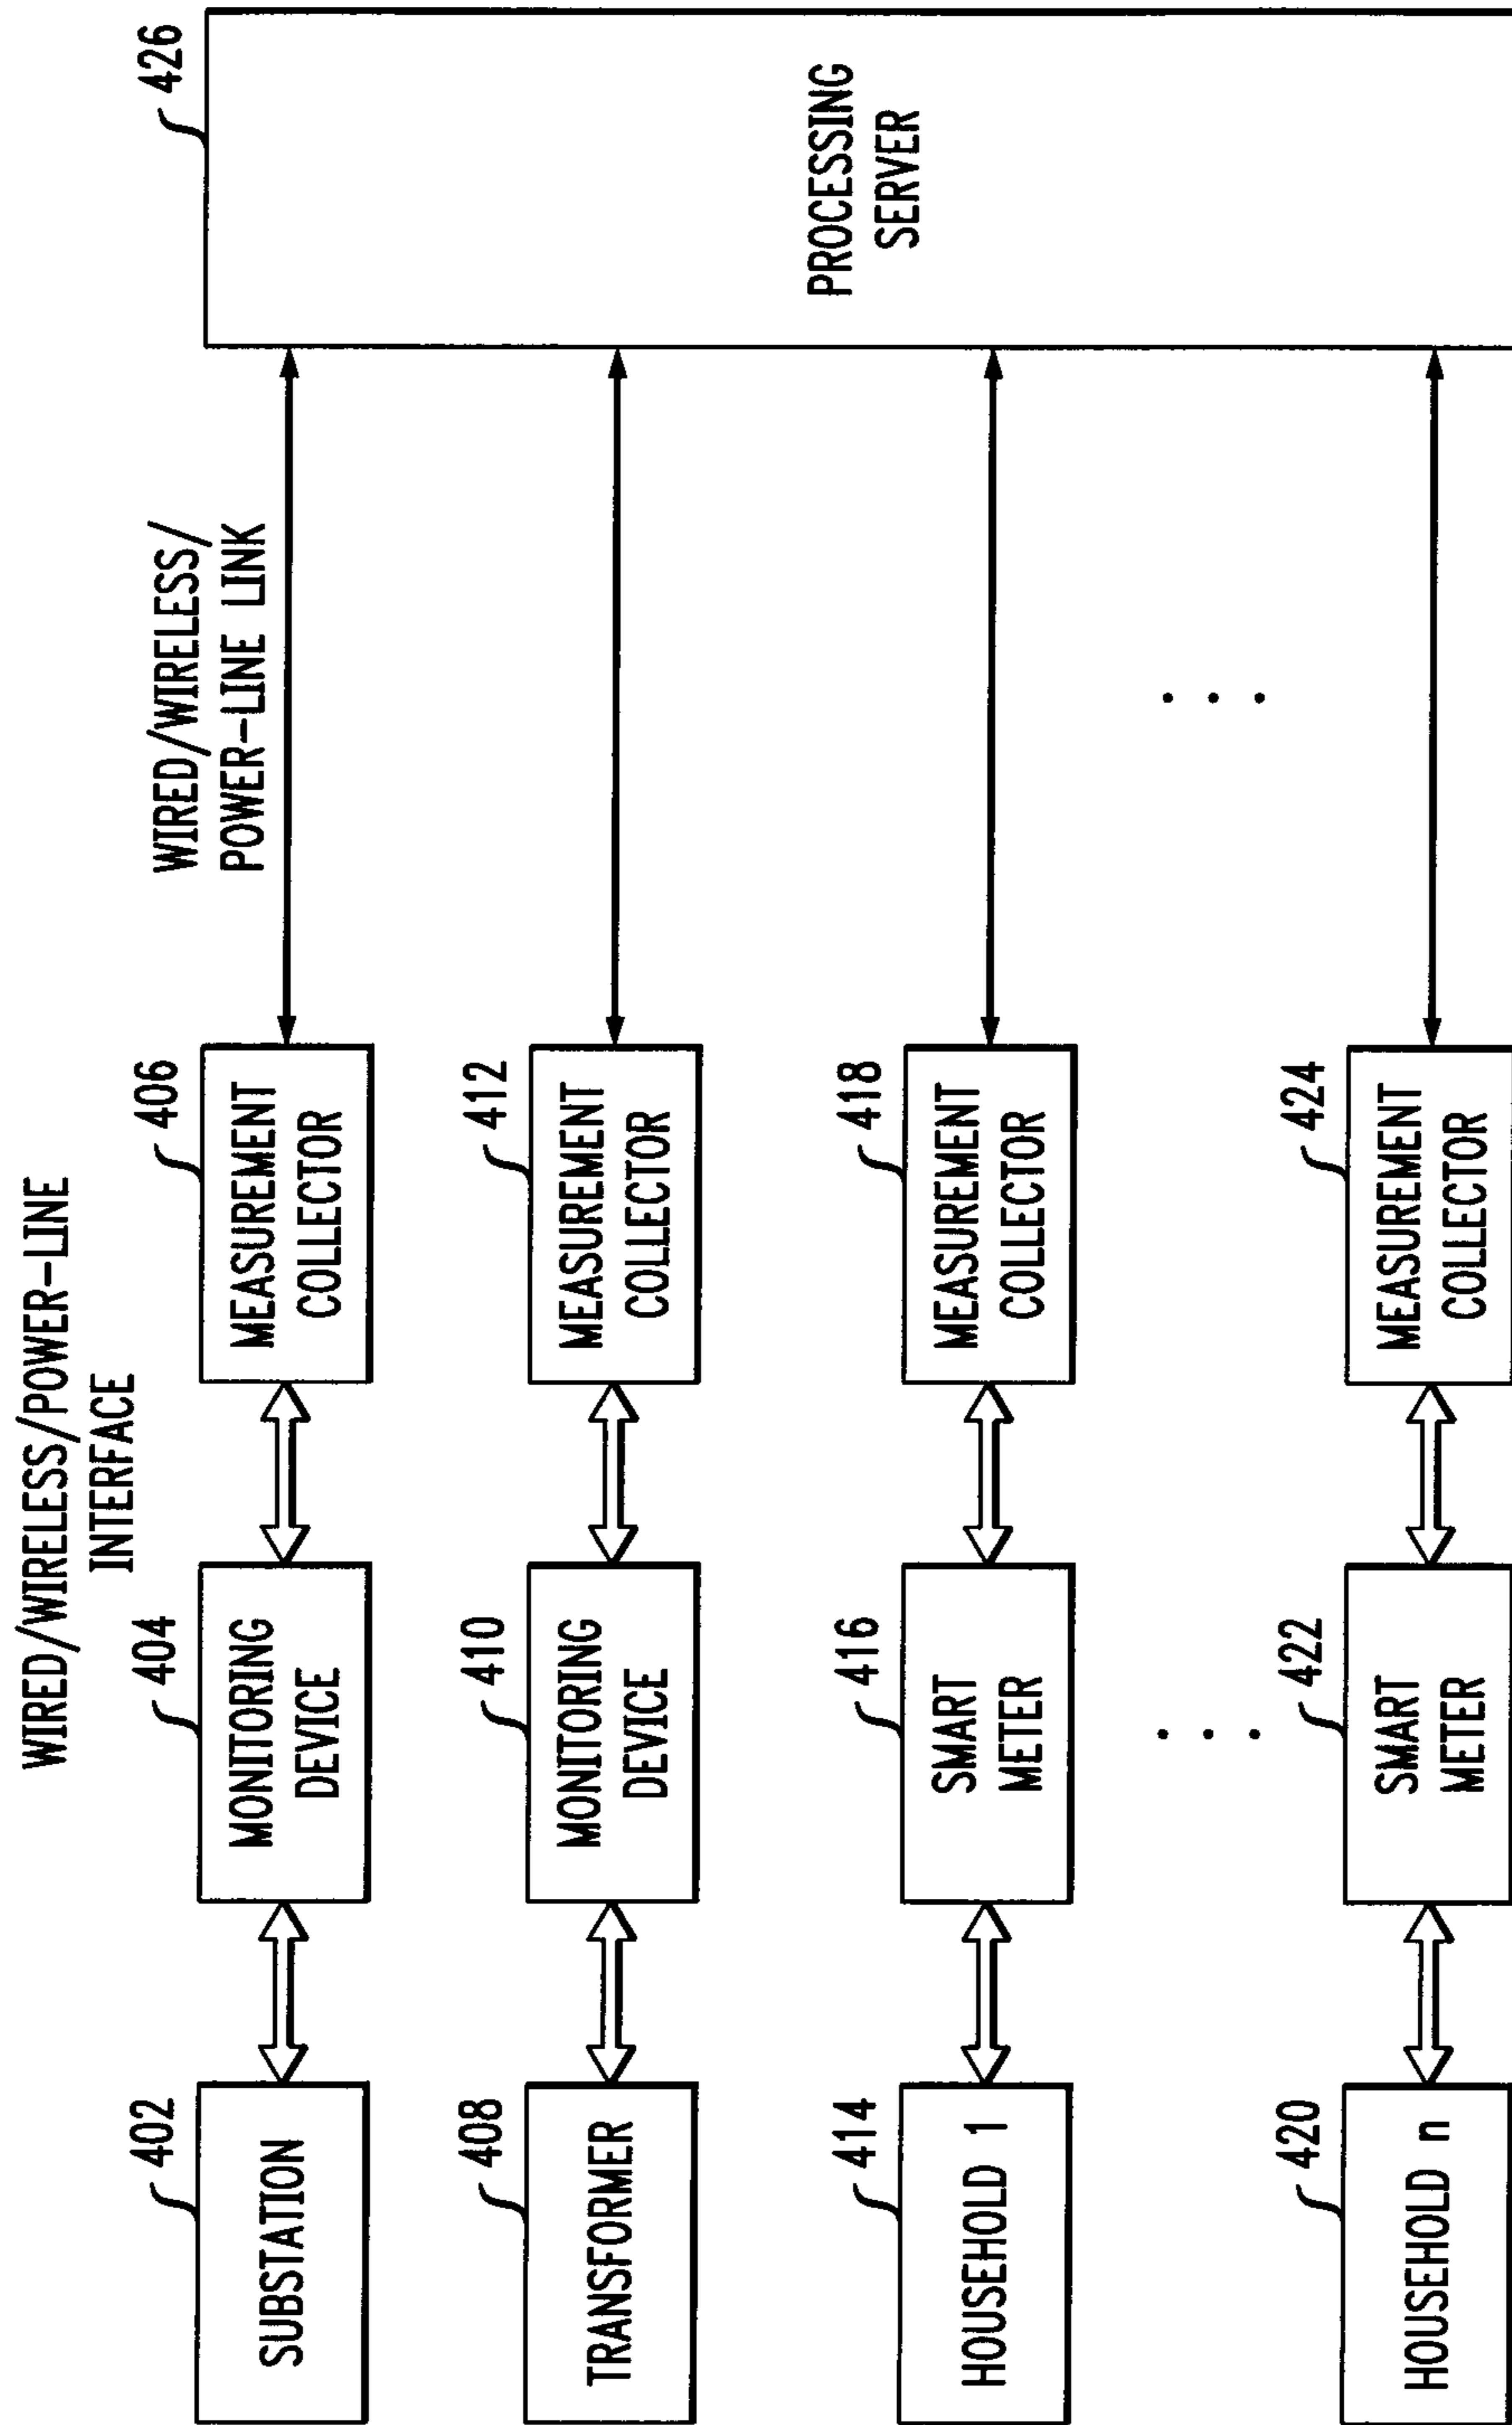 WIRED/WIRELESS/POWER-LINE
INTERFACE
WIRED/WIRELESS/
POWER-LINE LINK
402
SUBSTATION
404
MONITORING
DEVICE
406
MEASUREMENT
COLLECTOR
426
PROCESSING
SERVER
408
TRANSFORMER
410
MONITORING
DEVICE
412
MEASUREMENT
COLLECTOR
414
HOUSEHOLD 1
416
SMART
METER
418
MEASUREMENT
COLLECTOR
. . .
. . .
420
HOUSEHOLD n
422
SMART
METER
424
MEASUREMENT
COLLECTOR